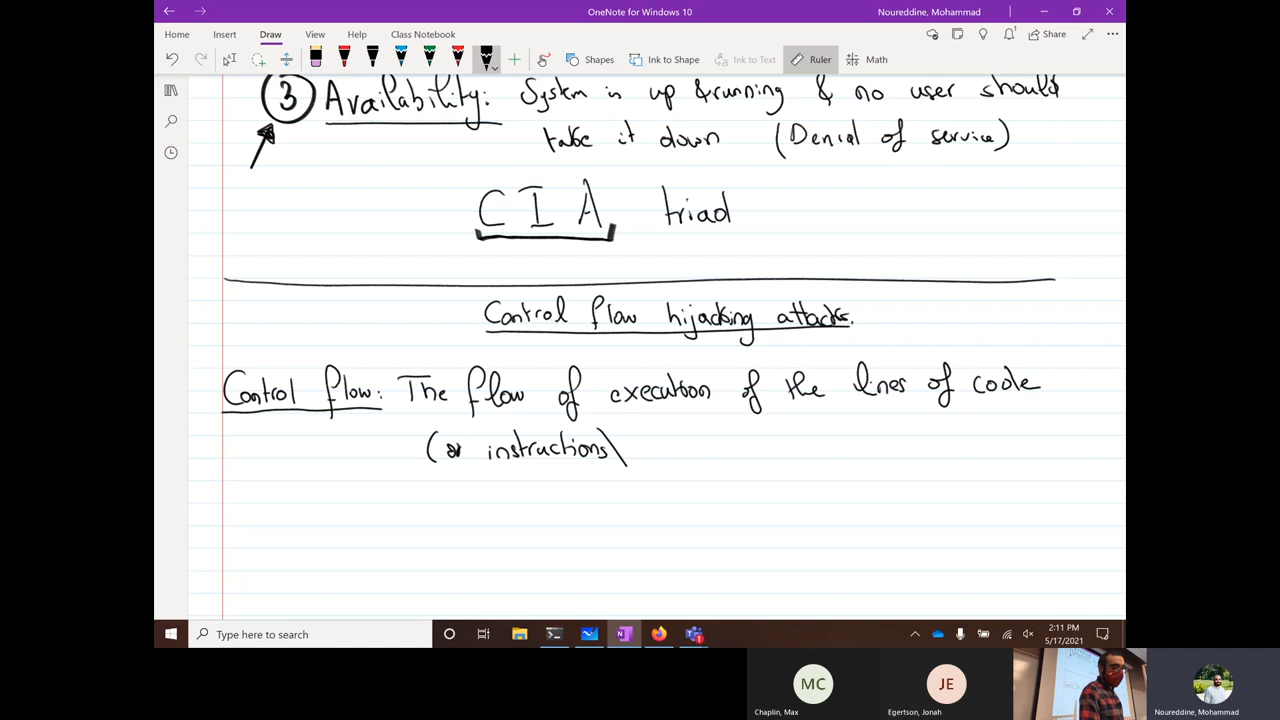 OneNote for Windows 10
Noureddine, Mohammad
Home Insert Draw View Help Class Notebook Share
Shapes Ink to Shape Ink to Text Ruler Math
3 Availability: System is up & running & no user should
take it down (Denial of service)
C I A triad
Control flow hijacking attacks.
Control flow: The flow of execution of the lines of code
(or instructions)
Type here to search
2:11 PM
5/17/2021
1
MC
JE
Chaplin, Max
Egertson, Jonah
Noureddine, Mohammad